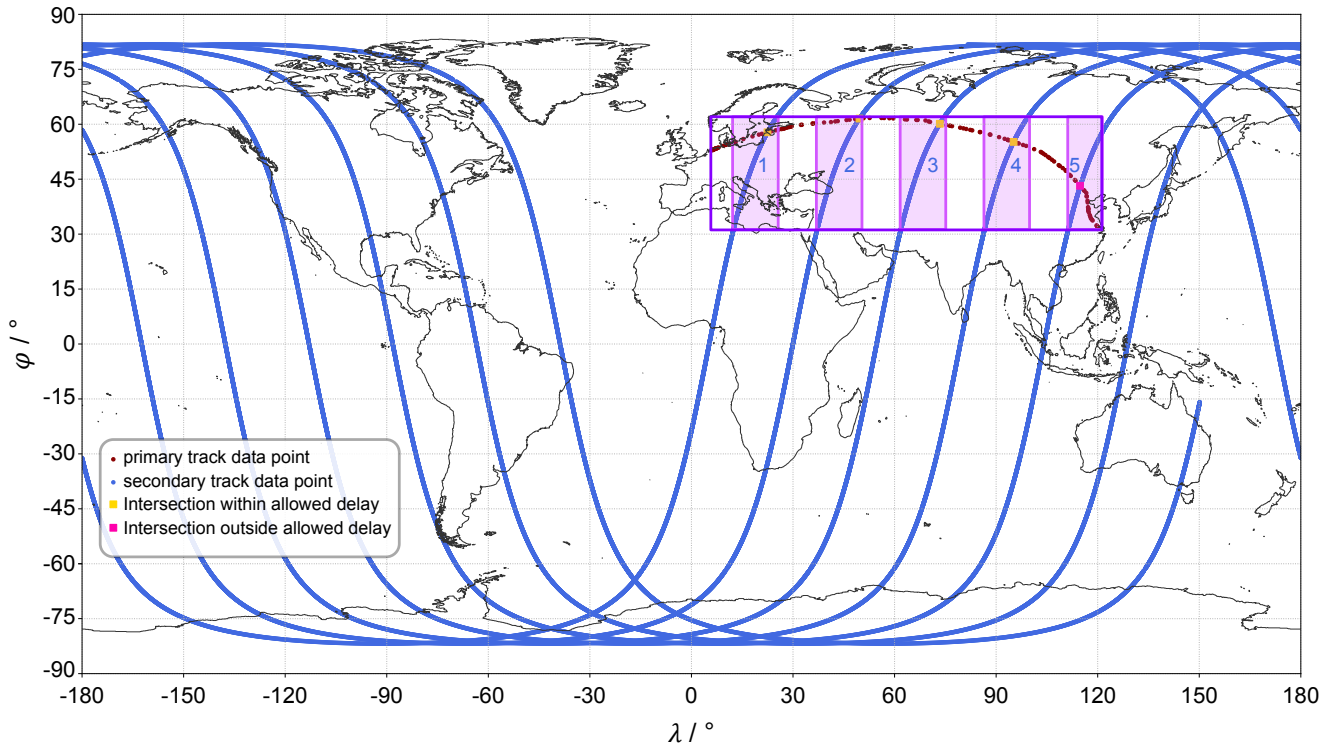 90
75
60
45
30
15
0
-15
-30
-45
-60
-75
-90
φ / °
1 2 3 4 5
primary track data point
secondary track data point
Intersection within allowed delay
Intersection outside allowed delay
-180 -150 -120 -90 -60 -30 0 30 60 90 120 150 180
λ / °